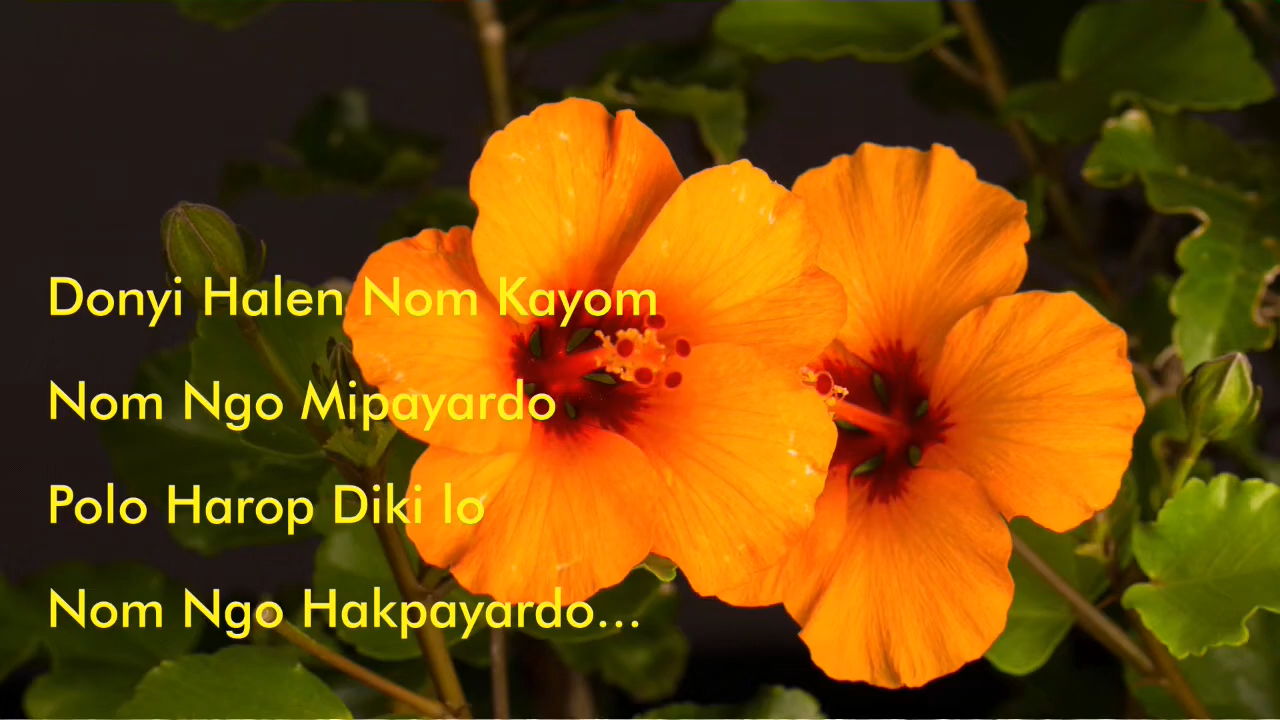 Donyi Halen Nom Kayom
Nom Ngo Mipayardo
Polo Harop Diki lo
Nom Ngo Hakpayardo...